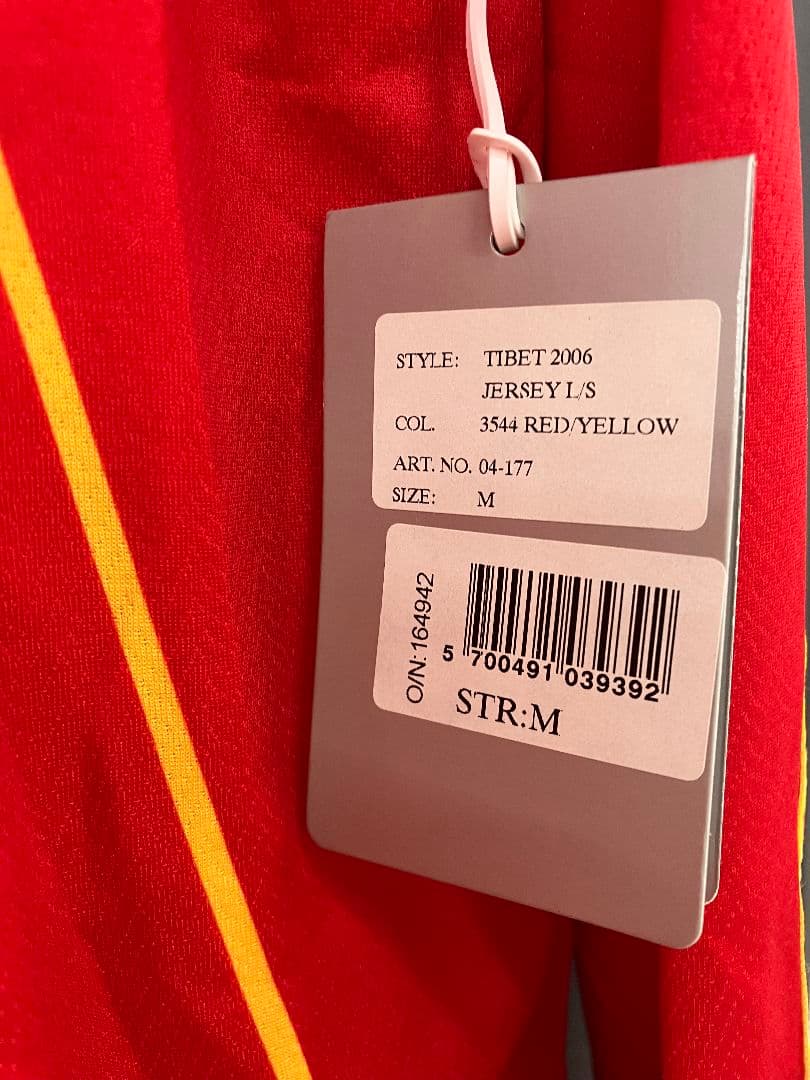 STYLE: TIBET 2006
JERSEY L/S
COL. 3544 RED/YELLOW
ART. NO. 04-177
SIZE: M
O/N:164942
5 700491 039392
STR:M